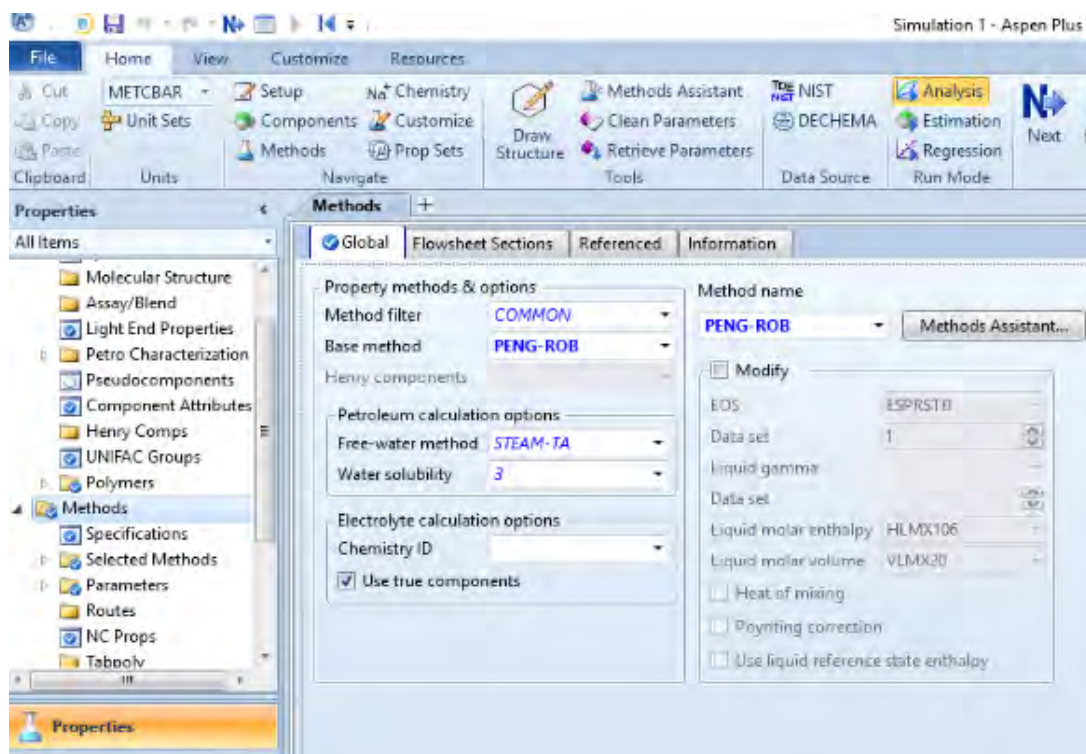 Simulation 1 - Aspen Plus
File Home View Customize Resources
Cut METCBAR Setup Na+ Chemistry Methods Assistant NIST Analysis
Copy Unit Sets Components Customize Draw Structure Clean Parameters DECHEMA Estimation Next
Paste Methods Prop Sets Retrieve Parameters Regression
Clipboard Units Navigate Tools Data Source Run Mode
Properties Methods +
All Items Global Flowsheet Sections Referenced Information
Molecular Structure
Assay/Blend
Light End Properties
Petro Characterization
Pseudocomponents
Component Attributes
Henry Comps
UNIFAC Groups
Polymers
Methods
Specifications
Selected Methods
Parameters
Routes
NC Props
Tabpoly
Properties
Property methods & options
Method filter COMMON
Base method PENG-ROB
Henry components
Petroleum calculation options
Free-water method STEAM-TA
Water solubility 3
Electrolyte calculation options
Chemistry ID
Use true components
Method name
PENG-ROB Methods Assistant...
Modify
EOS
Data set 1
Liquid gamma
Data set
Liquid molar enthalpy HLMX106
Liquid molar volume VLMX20
Heat of mixing
Poynting correction
Use liquid reference state enthalpy